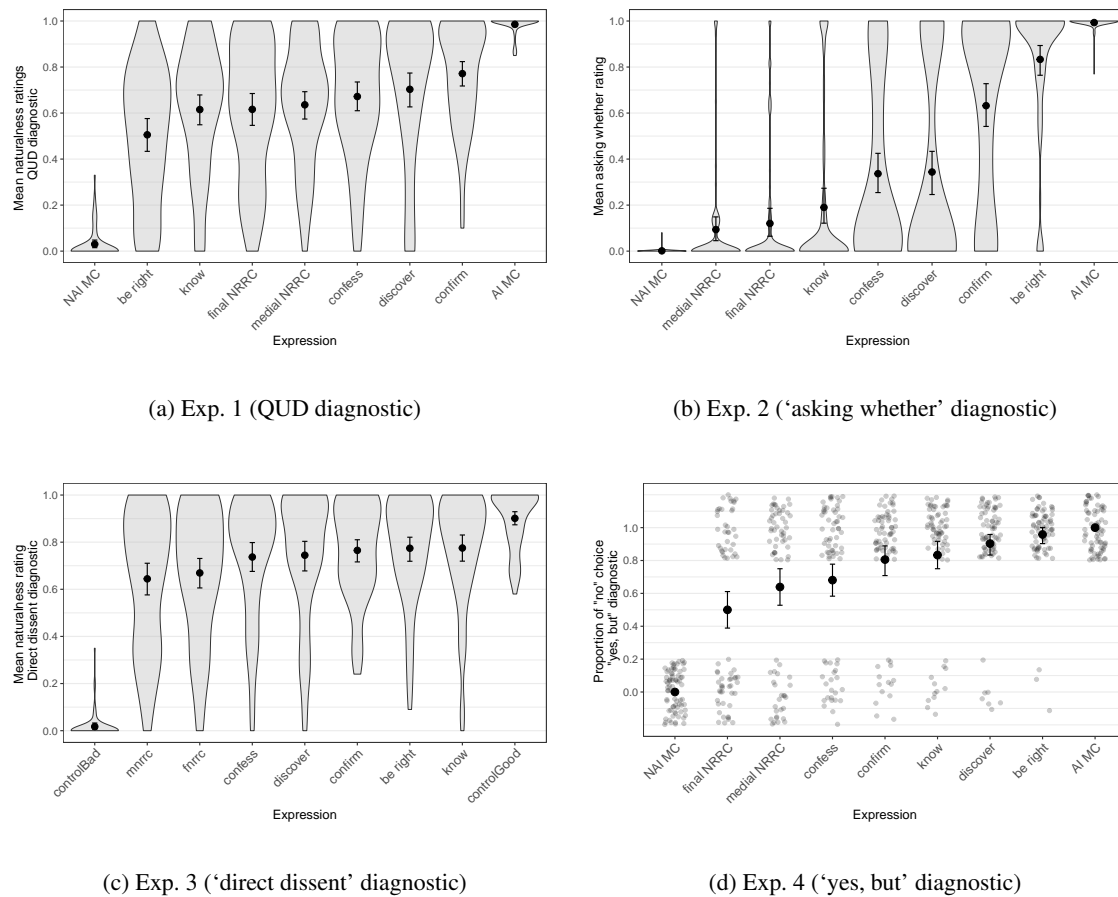 Mean naturalness ratings
QUD diagnostic
1.0
0.8
0.6
0.4
0.2
0.0
NAI MC
be right
know
final NRRC
medial NRRC
confess
discover
confirm
AI MC
Expression
(a) Exp. 1 (QUD diagnostic)
Mean asking whether rating
1.0
0.8
0.6
0.4
0.2
0.0
NAI MC
medial NRRC
final NRRC
know
confess
discover
confirm
be right
AI MC
Expression
(b) Exp. 2 (‘asking whether’ diagnostic)
Mean naturalness rating
Direct dissent diagnostic
1.0
0.8
0.6
0.4
0.2
0.0
controlBad
mnrrc
fnrrc
confess
discover
confirm
be right
know
controlGood
Expression
(c) Exp. 3 (‘direct dissent’ diagnostic)
Proportion of "no" choice
"yes, but" diagnostic
1.0
0.8
0.6
0.4
0.2
0.0
NAI MC
final NRRC
medial NRRC
confess
confirm
know
discover
be right
AI MC
Expression
(d) Exp. 4 (‘yes, but’ diagnostic)